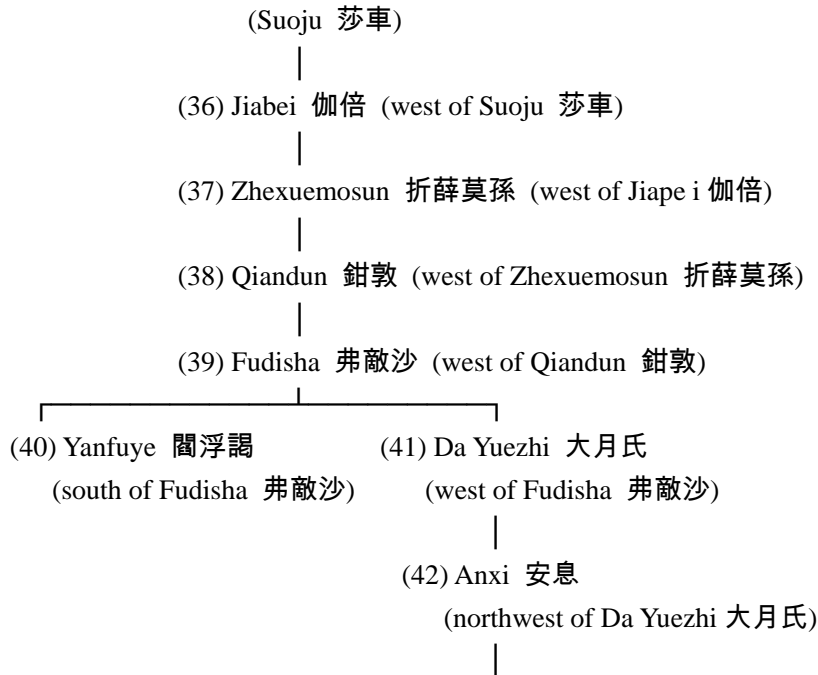 (Suoju 莎車)
(36) Jiabei 伽倍 (west of Suoju 莎車)
(37) Zhexuemosun 折薛莫孫 (west of Jiape i 伽倍)
(38) Qiandun 鉗敦 (west of Zhexuemosun 折薛莫孫)
(39) Fudisha 弗敵沙 (west of Qiandun 鉗敦)
(40) Yanfuye 閻浮謁 (41) Da Yuezhi 大月氏
(south of Fudisha 弗敵沙) (west of Fudisha 弗敵沙)
(42) Anxi 安息
(northwest of Da Yuezhi 大月氏)